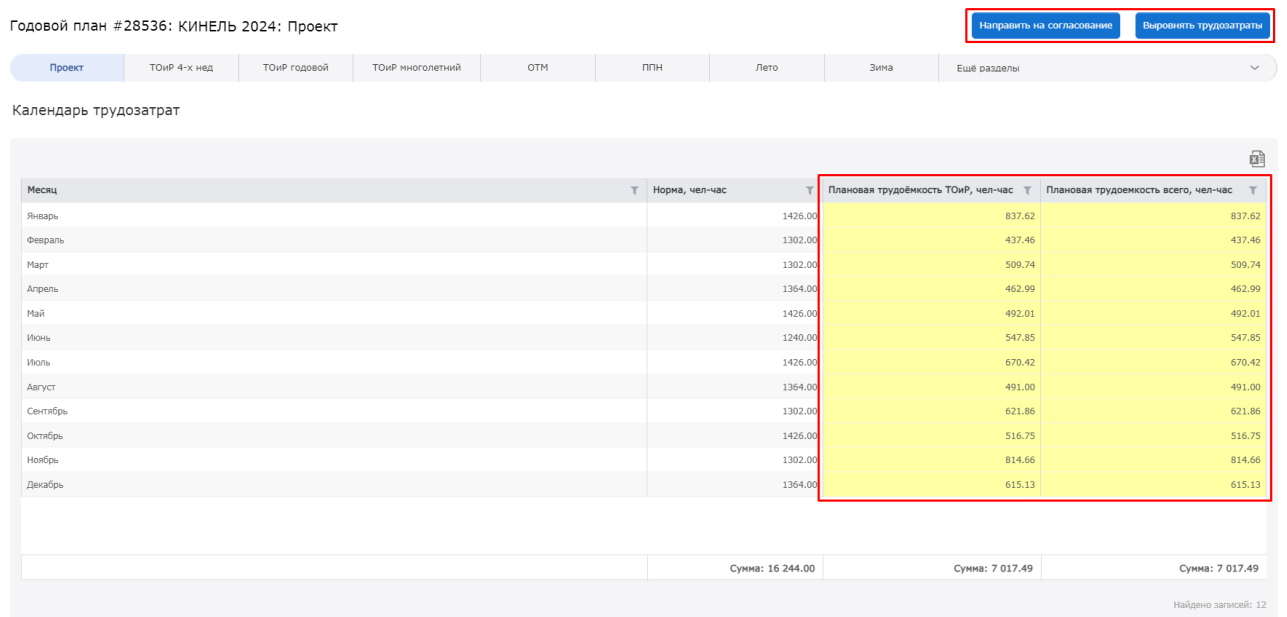 Годовой план #28536: КИНЕЛЬ 2024: Проект
Направить на согласование
Выровнять трудозатраты
Проект ТОиР 4-х нед ТОиР годовой ТОиР многолетний ОТМ ППН Лето Зима Ещё разделы
Календарь трудозатрат
Месяц Норма, чел-час Плановая трудоёмкость ТОиР, чел-час Плановая трудоемкость всего, чел-час
Январь 1426.00 837.62 837.62
Февраль 1302.00 437.46 437.46
Март 1302.00 509.74 509.74
Апрель 1364.00 462.99 462.99
Май 1426.00 492.01 492.01
Июнь 1240.00 547.85 547.85
Июль 1426.00 670.42 670.42
Август 1364.00 491.00 491.00
Сентябрь 1302.00 621.86 621.86
Октябрь 1426.00 516.75 516.75
Ноябрь 1302.00 814.66 814.66
Декабрь 1364.00 615.13 615.13
Сумма: 16 244.00 Сумма: 7 017.49 Сумма: 7 017.49
Найдено записей: 12